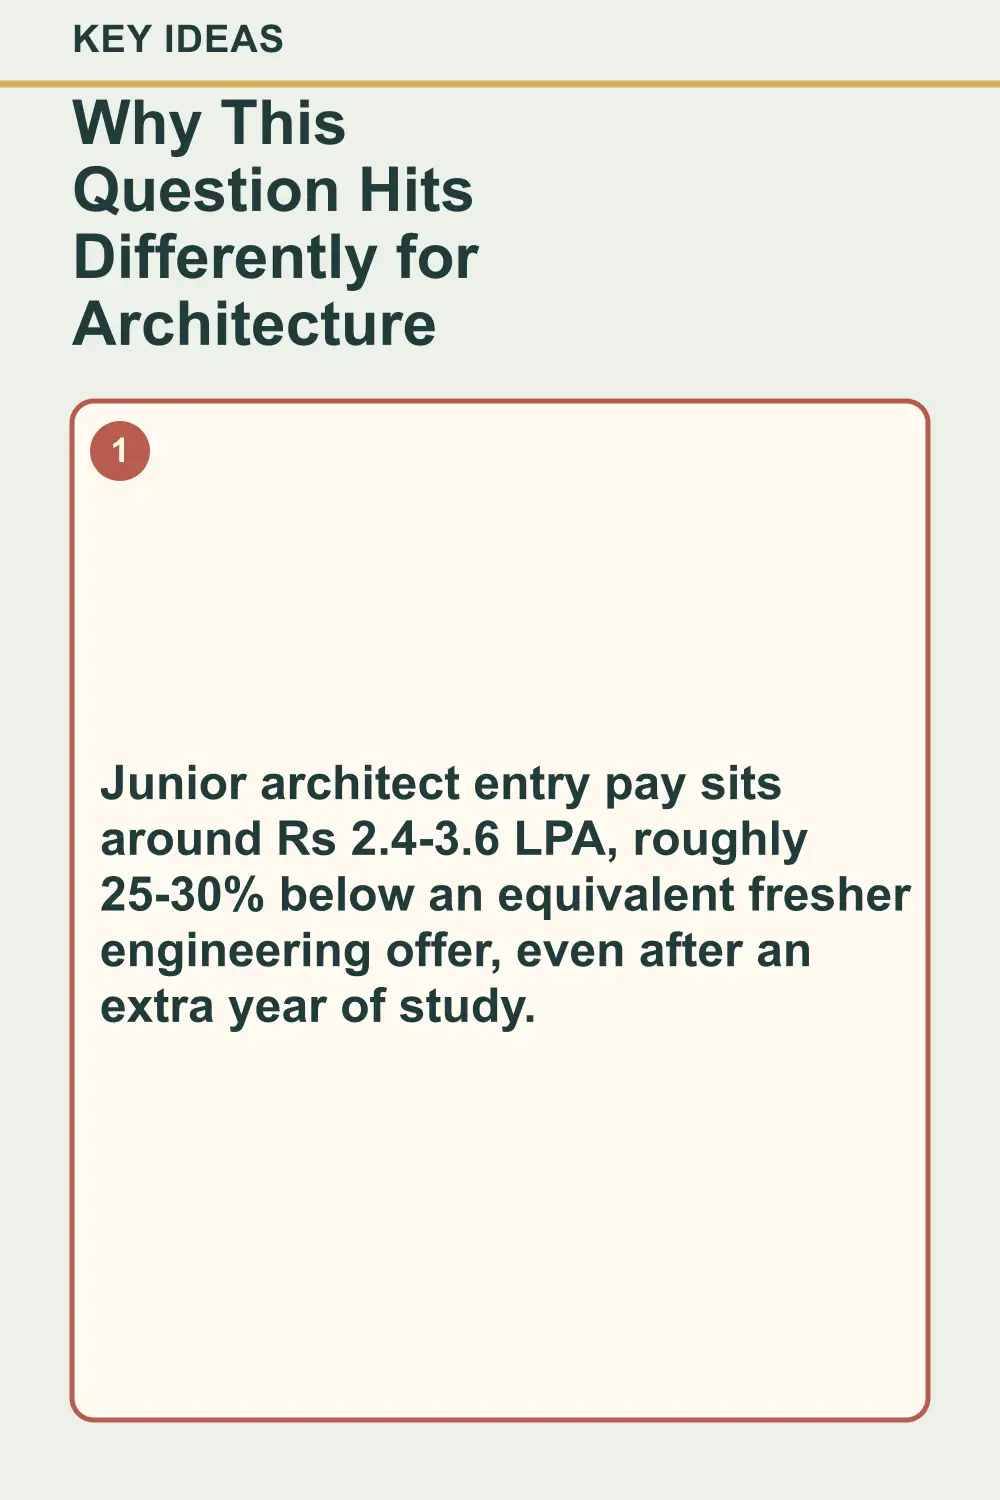 KEY IDEAS
Why This
Question Hits
Differently for
Architecture
1
Junior architect entry pay sits
around Rs 2.4-3.6 LPA, roughly
25-30% below an equivalent fresher
engineering offer, even after an
extra year of study.